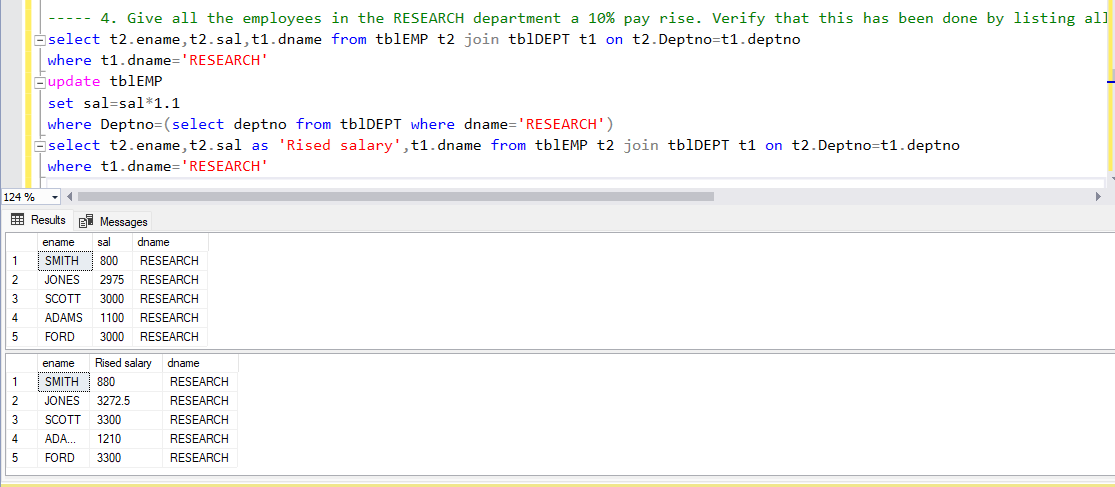 ----- 4. Give all the employees in the RESEARCH department a 10% pay rise. Verify that this has been done by listing all
select t2.ename,t2.sal,t1.dname from tblEMP t2 join tblDEPT t1 on t2.Deptno=t1.deptno
where t1.dname='RESEARCH'
update tblEMP
set sal=sal*1.1
where Deptno=(select deptno from tblDEPT where dname='RESEARCH')
select t2.ename,t2.sal as 'Rised salary',t1.dname from tblEMP t2 join tblDEPT t1 on t2.Deptno=t1.deptno
where t1.dname='RESEARCH'
124 %
Results Messages
ename sal dname
1 SMITH 800 RESEARCH
2 JONES 2975 RESEARCH
3 SCOTT 3000 RESEARCH
4 ADAMS 1100 RESEARCH
5 FORD 3000 RESEARCH
ename Rised salary dname
1 SMITH 880 RESEARCH
2 JONES 3272.5 RESEARCH
3 SCOTT 3300 RESEARCH
4 ADA... 1210 RESEARCH
5 FORD 3300 RESEARCH